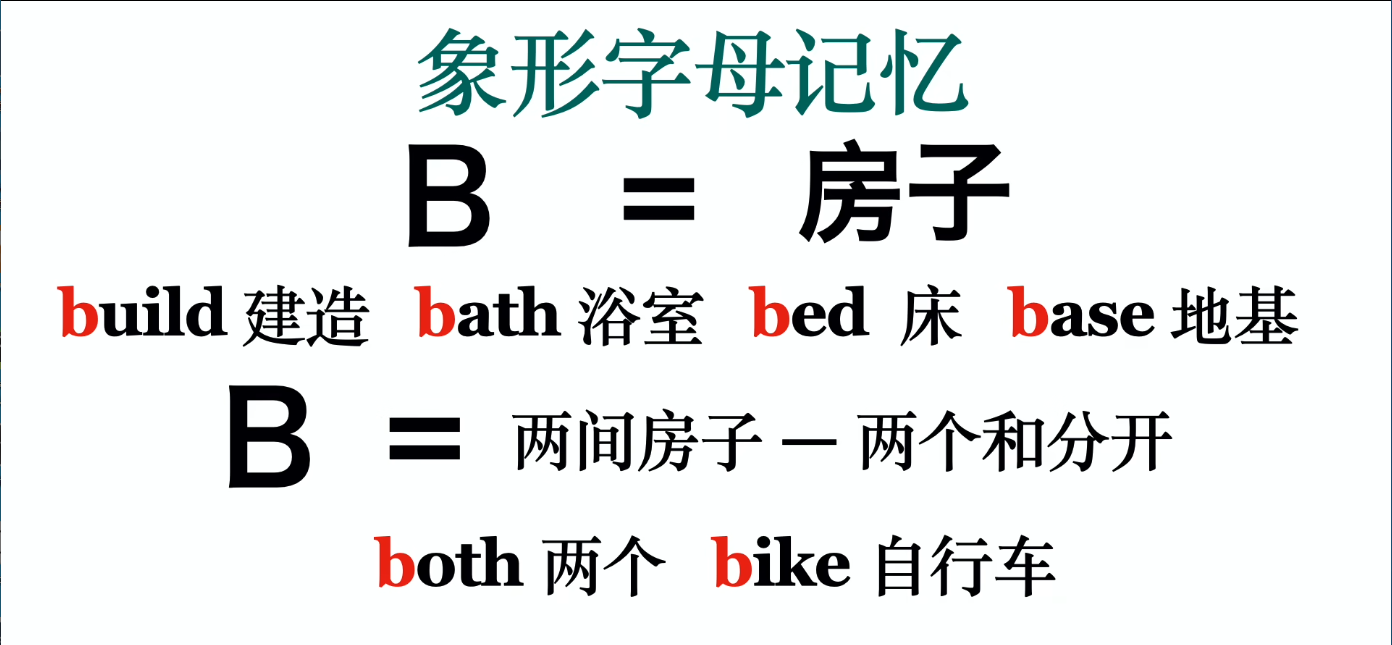 象形字母记忆
B = 房子
build 建造 bath 浴室 bed 床 base 地基
B = 两间房子 — 两个和分开
both 两个 bike 自行车